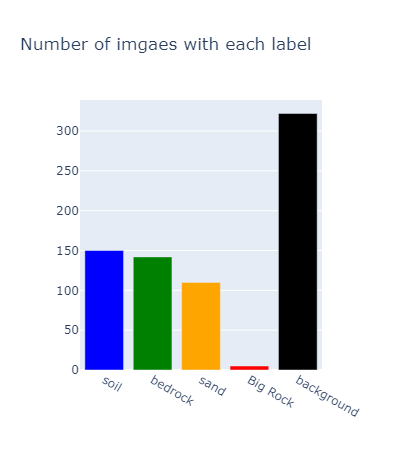 Number of imgaes with each label
300
250
200
150
100
50
0
soil
bedrock
sand
Big Rock
background